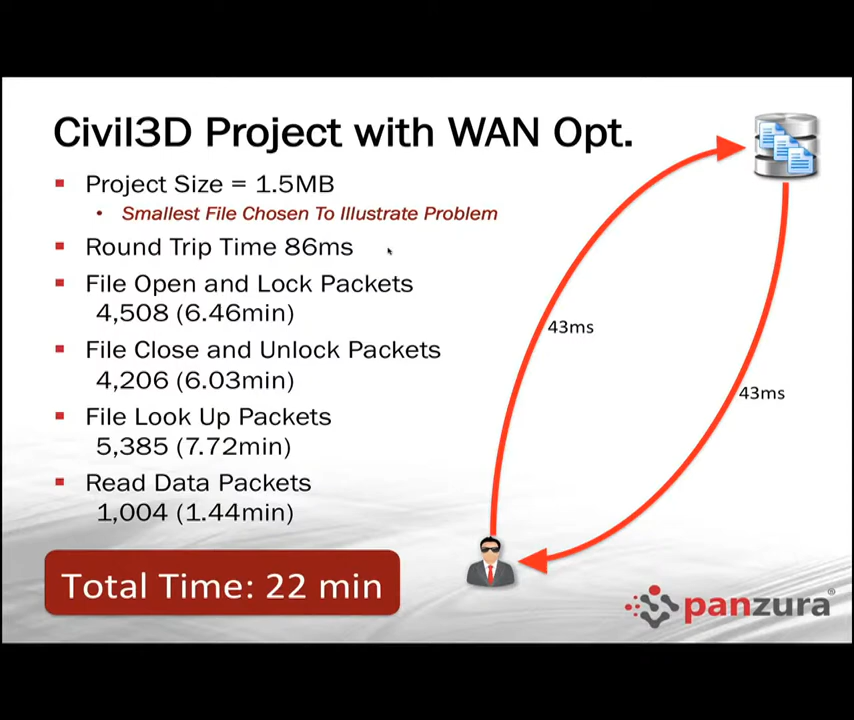 Civil3D Project with WAN Opt.
Project Size = 1.5MB
Smallest File Chosen To Illustrate Problem
Round Trip Time 86ms
File Open and Lock Packets
4,508 (6.46min)
File Close and Unlock Packets
4,206 (6.03min)
File Look Up Packets
5,385 (7.72min)
Read Data Packets
1,004 (1.44min)
Total Time: 22 min
43ms
43ms
panzura®